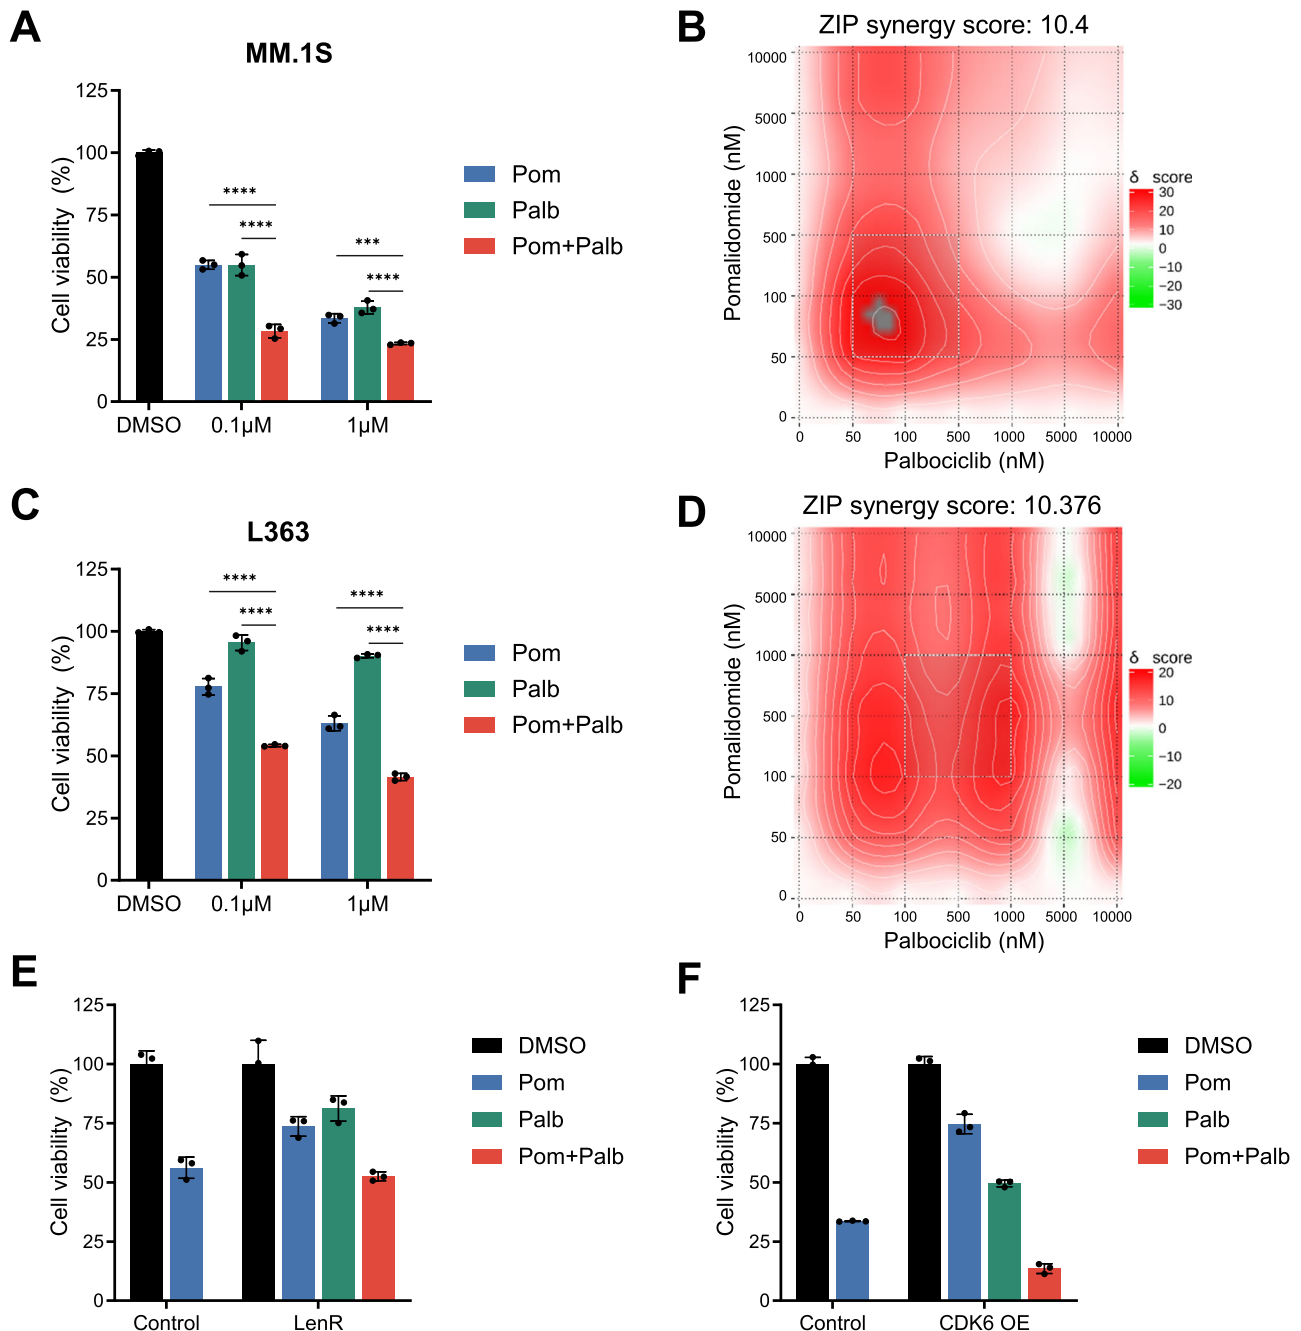 A
MM.1S
Cell viability (%)
125
100
75
50
25
0
****
****
***
****
DMSO
0.1µM
1µM
Pom
Palb
Pom+Palb
B
ZIP synergy score: 10.4
Pomalidomide (nM)
10000
5000
1000
500
100
50
0
0 50 100 500 1000 5000 10000
Palbociclib (nM)
δ score
30
20
10
0
−10
−20
−30
C
L363
Cell viability (%)
125
100
75
50
25
0
****
****
****
****
DMSO
0.1µM
1µM
Pom
Palb
Pom+Palb
D
ZIP synergy score: 10.376
Pomalidomide (nM)
10000
5000
1000
500
100
50
0
0 50 100 500 1000 5000 10000
Palbociclib (nM)
δ score
20
10
0
−10
−20
E
Cell viability (%)
125
100
75
50
25
0
Control
LenR
DMSO
Pom
Palb
Pom+Palb
F
Cell viability (%)
125
100
75
50
25
0
Control
CDK6 OE
DMSO
Pom
Palb
Pom+Palb